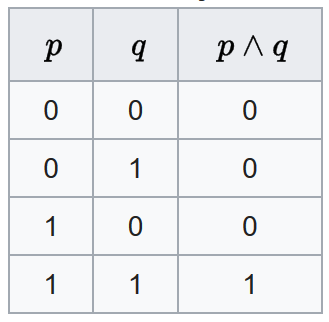 p q p ∧ q
0 0 0
0 1 0
1 0 0
1 1 1